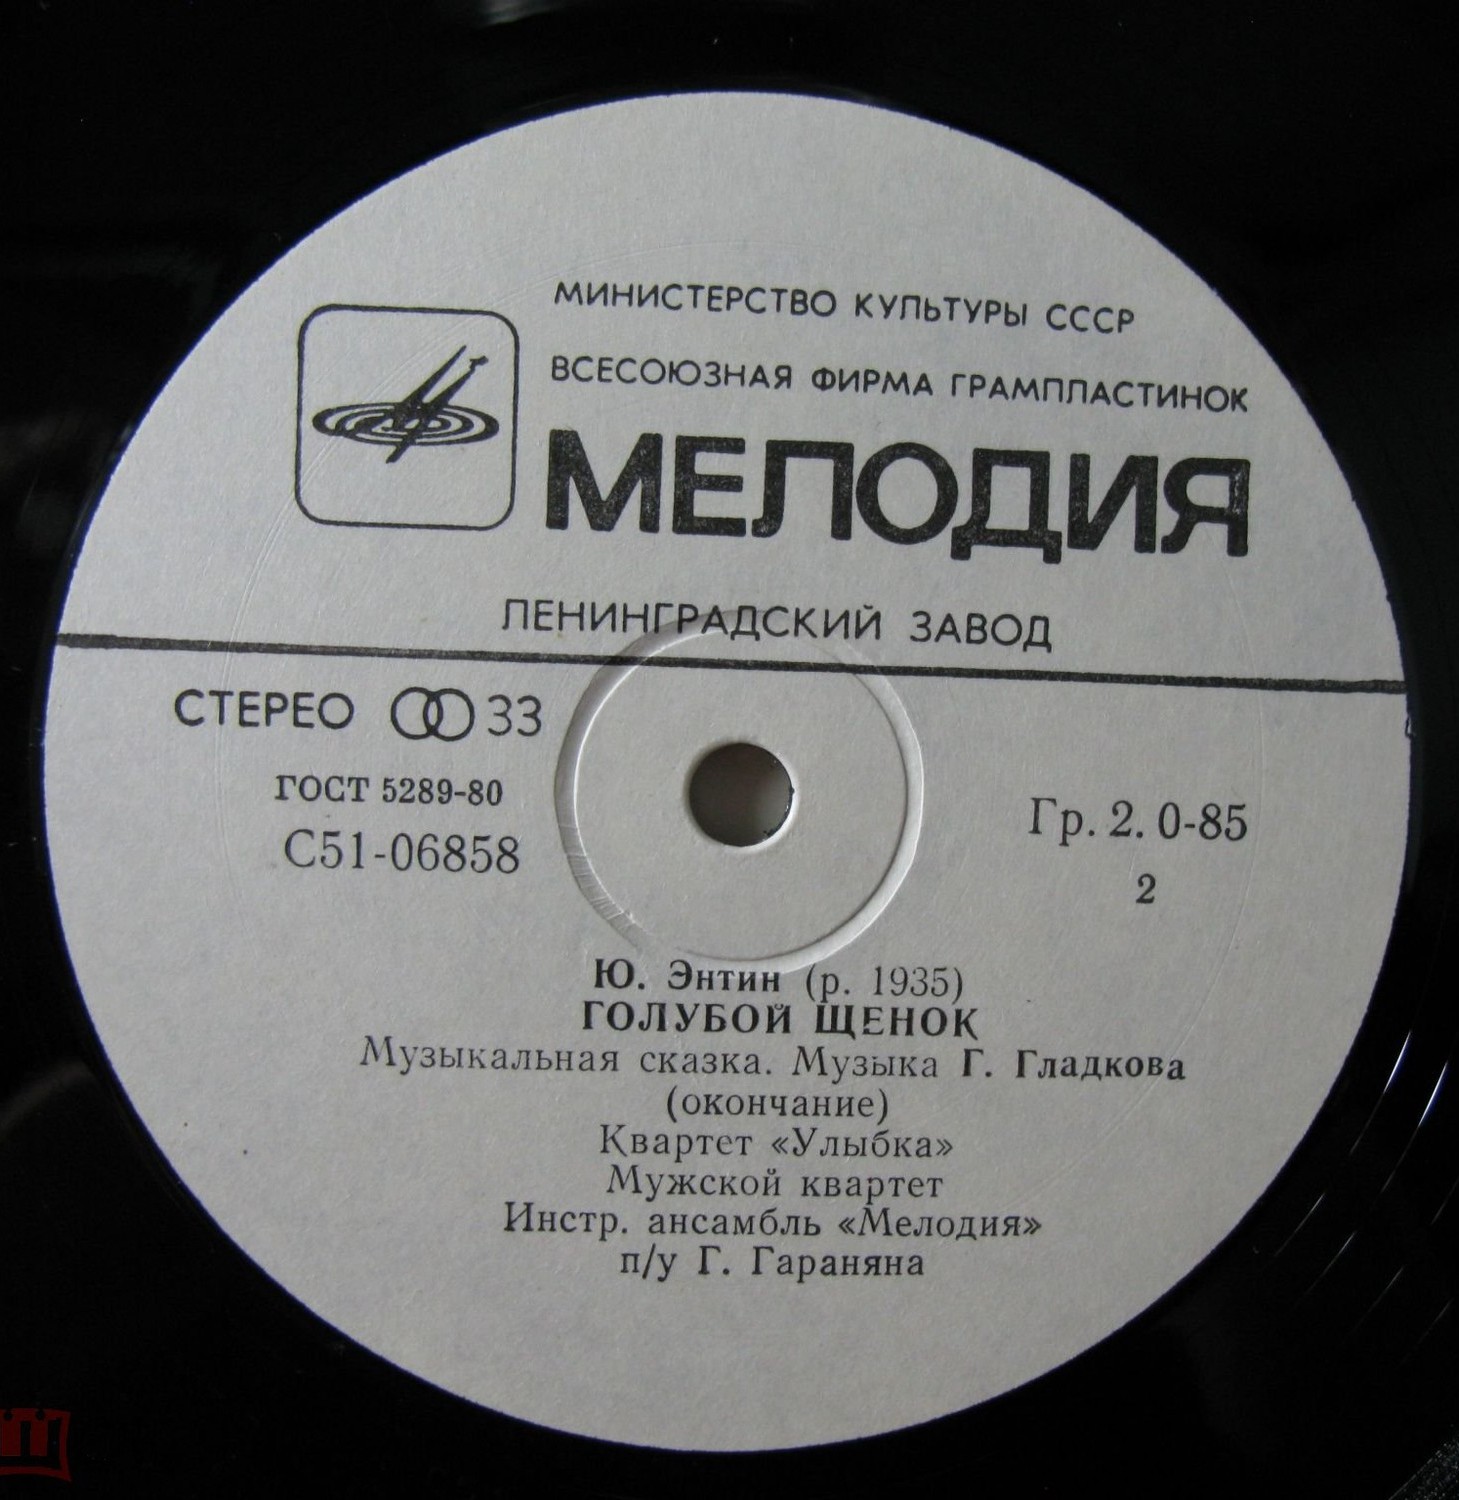 МИНИСТЕРСТВО КУЛЬТУРЫ СССР
ВСЕСОЮЗНАЯ ФИРМА ГРАМПЛАСТИНОК
МЕЛОДИЯ
ЛЕНИНГРАДСКИЙ ЗАВОД
СТЕРЕО 33
ГОСТ 5289-80
С51-06858
Гр. 2. 0-85
2
Ю. Энтин (р. 1935)
ГОЛУБОЙ ЩЕНОК
Музыкальная сказка. Музыка Г. Гладкова
(окончание)
Квартет «Улыбка»
Мужской квартет
Инстр. ансамбль «Мелодия»
п/у Г. Гараняна